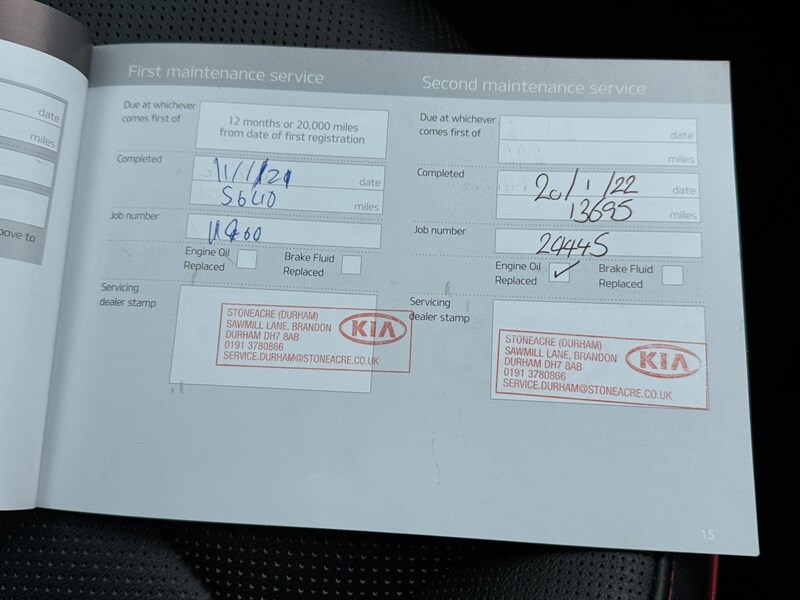 date
miles
bove to
First maintenance service
Due at whichever
comes first of
12 months or 20,000 miles
from date of first registration
Completed
11/1/21
date
5640
miles
Job number
Engine Oil
Replaced
Brake Fluid
Replaced
Servicing
dealer stamp
STONEACRE (DURHAM)
SAWMILL LANE, BRANDON
DURHAM DH7 8AB
0191 3780866
SERVICE.DURHAM@STONEACRE.CO.UK
KIA
Second maintenance service
Due at whichever
comes first of
date
miles
Completed
20/1/22
date
13695
miles
Job number
24445
Engine Oil
Replaced
✓
Brake Fluid
Replaced
Servicing
dealer stamp
STONEACRE (DURHAM)
SAWMILL LANE, BRANDON
DURHAM DH7 8AB
0191 3780866
SERVICE.DURHAM@STONEACRE.CO.UK
KIA
15